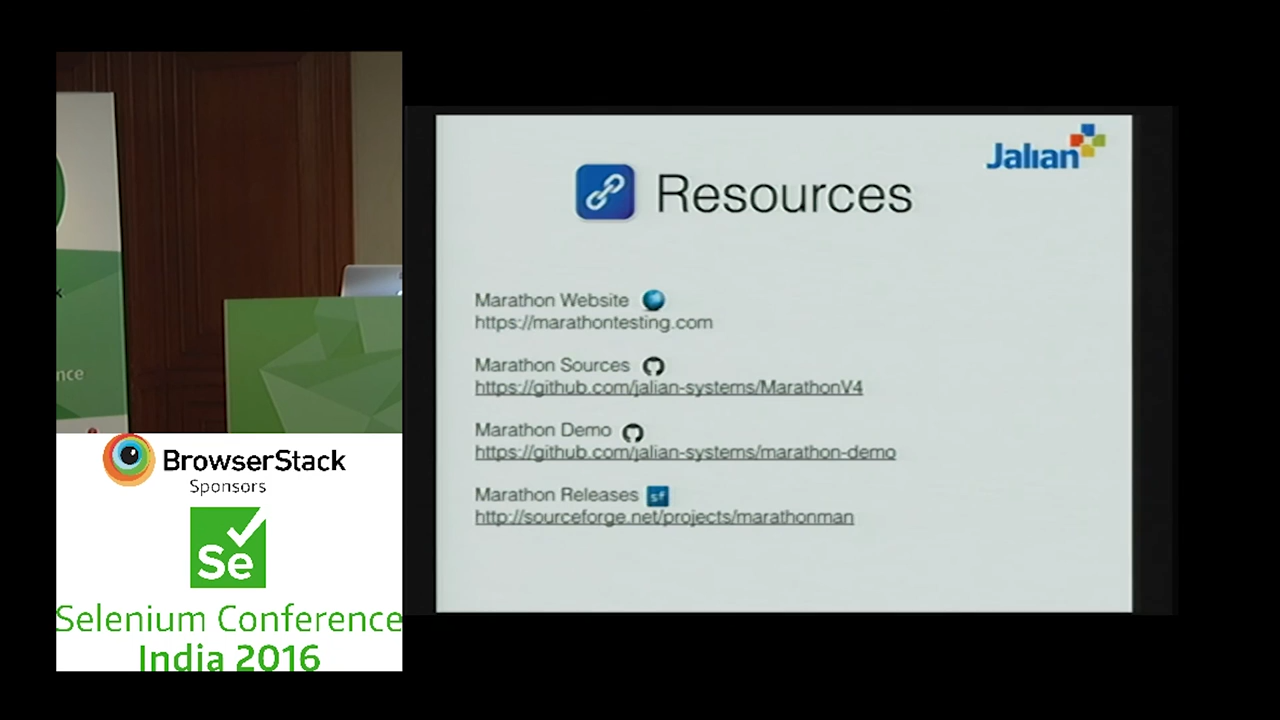 Jalian
Resources
Marathon Website
https://marathontesting.com
Marathon Sources
https://github.com/jalian-systems/MarathonV4
Marathon Demo
https://github.com/jalian-systems/marathon-demo
Marathon Releases
sf
http://sourceforge.net/projects/marathonman
BrowserStack
Sponsors
Se
Selenium Conference
India 2016